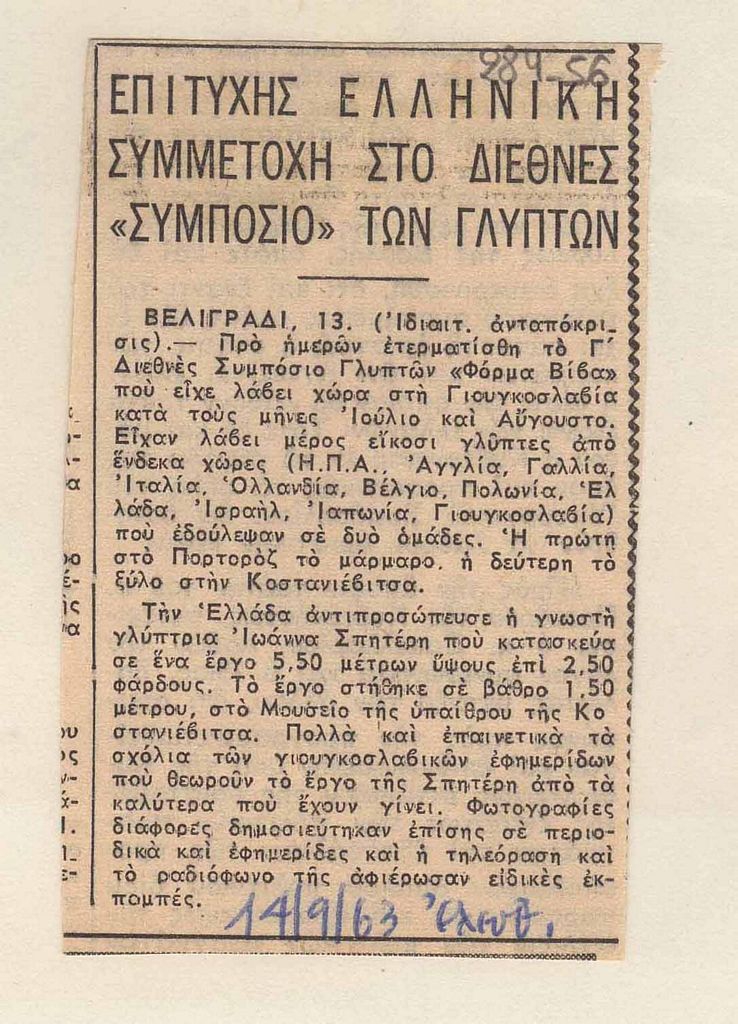 284-56
ΕΠΙΤΥΧΗΣ ΕΛΛΗΝΙΚΗ
ΣΥΜΜΕΤΟΧΗ ΣΤΟ ΔΙΕΘΝΕΣ
«ΣΥΜΠΟΣΙΟ» ΤΩΝ ΓΛΥΠΤΩΝ
ΒΕΛΙΓΡΑΔΙ, 13. (Ἰδιαιτ. ἀνταπόκρι_
σις).— Πρὸ ἡμερῶν ἐτερματίσθη τὸ Γ΄
Διεθνὲς Συμπόσιο Γλυπτῶν «Φόρμα Βίβα»
ποὺ εἶχε λάβει χώρα στὴ Γιουγκοσλαβία
κατὰ τοὺς μῆνες Ἰούλιο καὶ Αὔγουστο.
Εἶχαν λάβει μέρος εἴκοσι γλύπτες ἀπὸ
ἕνδεκα χῶρες (Η.Π.Α., Ἀγγλία, Γαλλία,
Ἰταλία, Ὁλλανδία, Βέλγιο, Πολωνία, Ἑλ
λάδα, Ἰσραὴλ, Ἰαπωνία, Γιουγκοσλαβία)
ποὺ ἐδούλεψαν σὲ δυὸ ὁμάδες. Ἡ πρώτη
στὸ Πορτορὸζ τὸ μάρμαρο, ἡ δεύτερη τὸ
ξύλο στὴν Κοστανιέβιτσα.
Τὴν Ἑλλάδα ἀντιπροσώπευσε ἡ γνωστὴ
γλύπτρια Ἰωάννα Σπητέρη ποὺ κατασκεύα
σε ἕνα ἔργο 5,50 μέτρων ὕψους ἐπὶ 2,50
φάρδους. Τὸ ἔργο στήθηκε σὲ βάθρο 1,50
μέτρου, στὸ Μουσεῖο τῆς ὑπαίθρου τῆς Κο
στανιέβιτσα. Πολλὰ καὶ ἐπαινετικὰ τὰ
σχόλια τῶν γιουγκοσλαβικῶν ἐφημερίδων
ποὺ θεωροῦν τὸ ἔργο τῆς Σπητέρη ἀπὸ τὰ
καλύτερα ποὺ ἔχουν γίνει. Φωτογραφίες
διάφορες δημοσιεύτηκαν ἐπίσης σὲ περιο-
δικὰ καὶ ἐφημερίδες καὶ ἡ τηλεόραση καὶ
τὸ ραδιόφωνο τῆς ἀφιέρωσαν εἰδικὲς ἐκ-
πομπές.
14/9/63 Ἐλευθ.